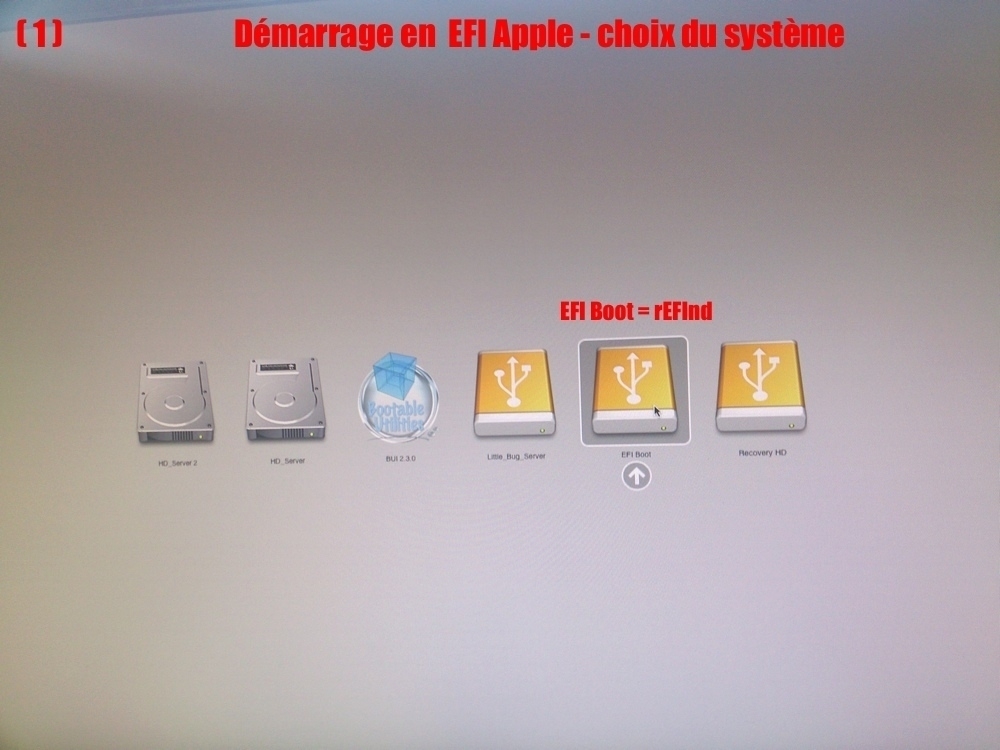 (1) Démarrage en EFI Apple - choix du système
EFI Boot = rEFInd
Bootable
Utilities
HD_Server 2
HD_Server
BUI 2.3.0
Little_Bug_Server
EFI Boot
Recovery HD